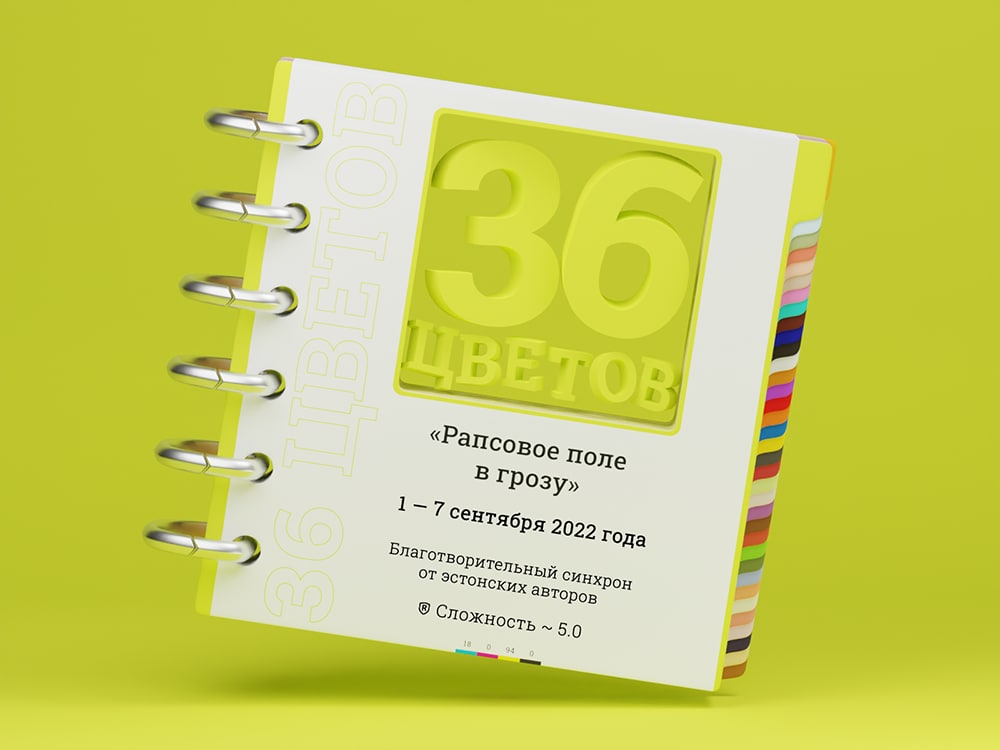 36 ЦВЕТОВ
36
ЦВЕТОВ
«Рапсовое поле
в грозу»
1 — 7 сентября 2022 года
Благотворительный синхрон
от эстонских авторов
Сложность ~ 5.0
18 0 94 0